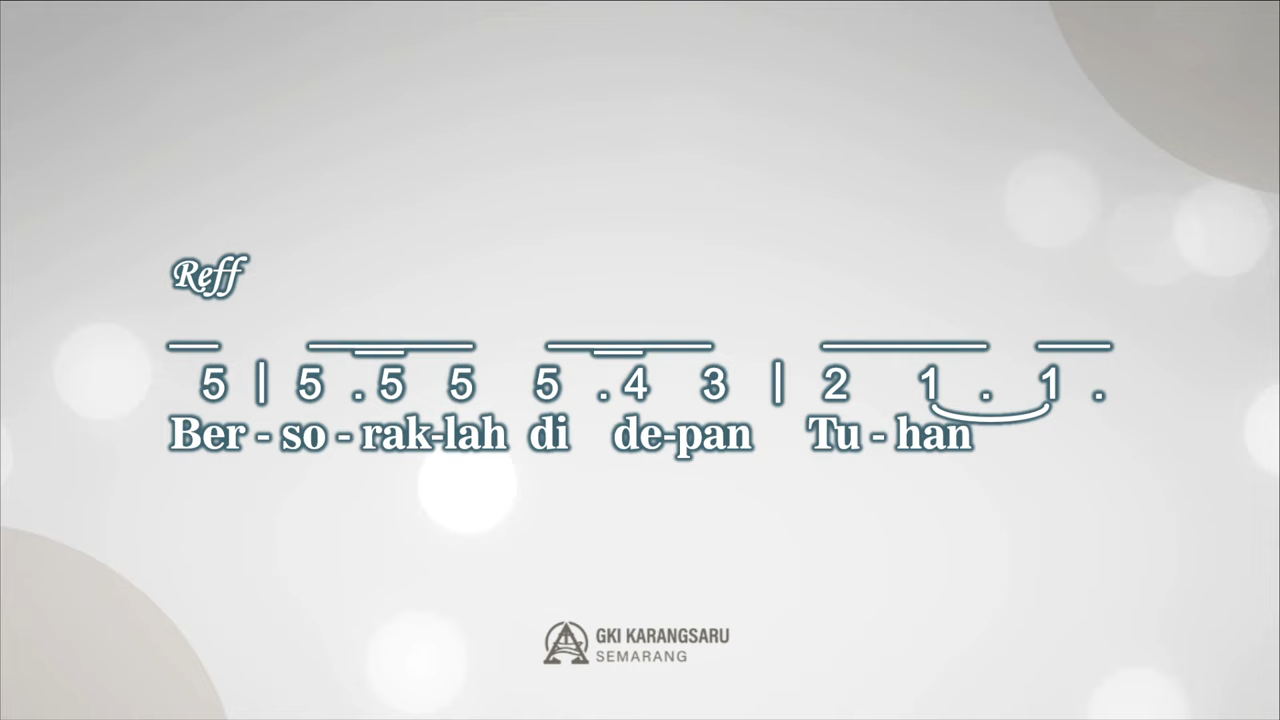 Reff
5 | 5 . 5 5 5 . 4 3 | 2 1 . 1 .
Ber - so - rak-lah di de-pan Tu - han
GKI KARANGSARU
SEMARANG